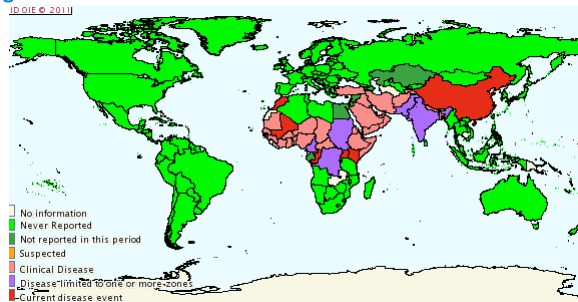 (DOIE © 2011)
No information
Never Reported
Not reported in this period
Suspected
Clinical Disease
Disease limited to one or more zones
Current disease event